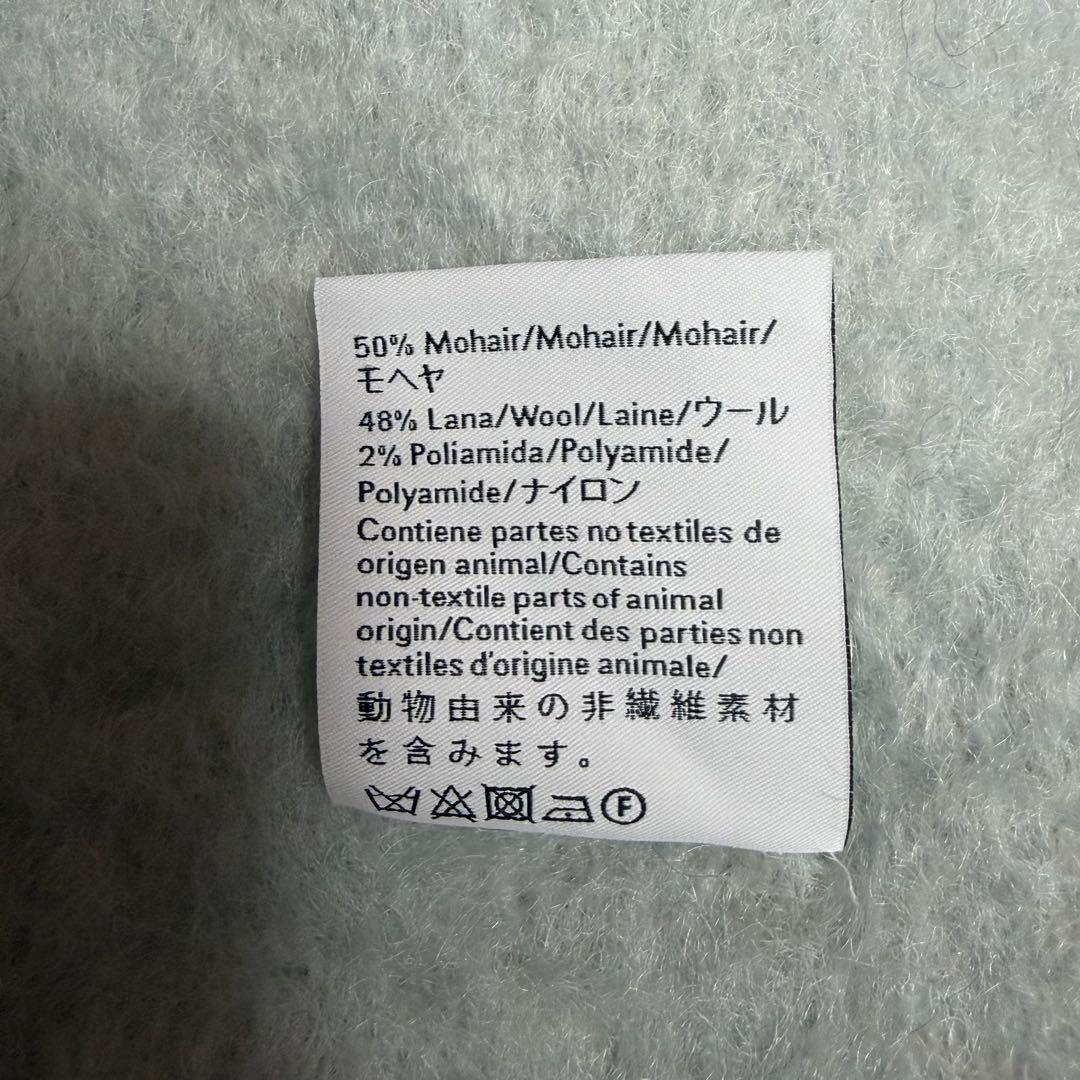 50% Mohair/Mohair/Mohair/
モヘヤ
48% Lana/Wool/Laine/ウール
2% Poliamida/Polyamide/
Polyamide/ナイロン
Contiene partes no textiles de
origen animal/Contains
non-textile parts of animal
origin/Contient des parties non
textiles d'origine animale/
動物由来の非繊維素材
を含みます。
F